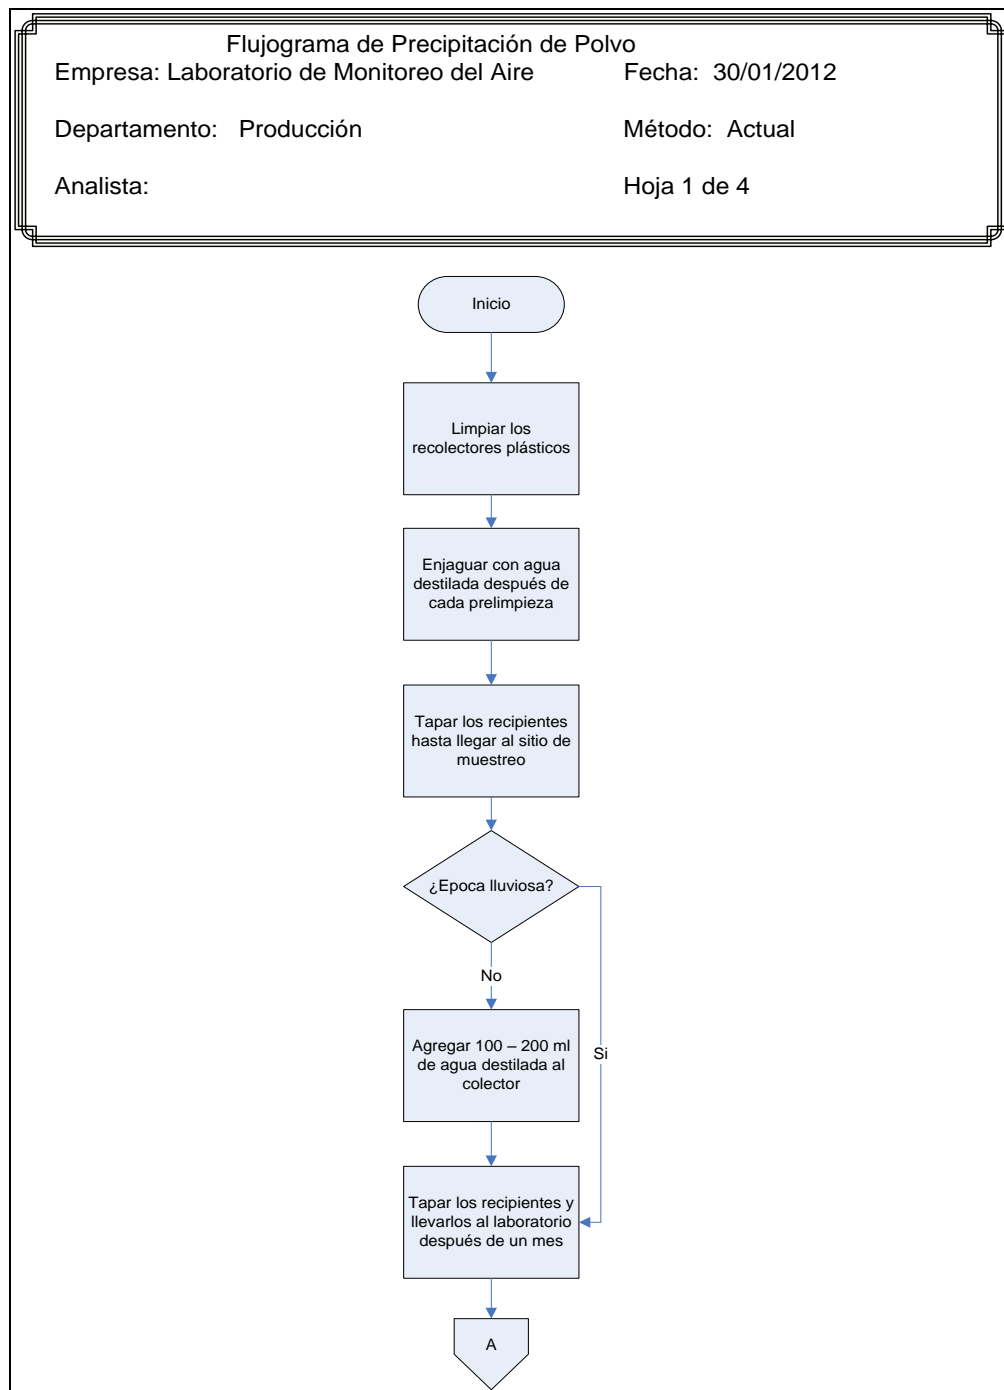 Flujograma de Precipitación de Polvo
Empresa: Laboratorio de Monitoreo del Aire Fecha: 30/01/2012
Departamento: Producción Método: Actual
Analista: Hoja 1 de 4
Inicio
Limpiar los
recolectores plásticos
Enjaguar con agua
destilada después de
cada prelimpieza
Tapar los recipientes
hasta llegar al sitio de
muestreo
¿Epoca lluviosa?
No
Agregar 100 – 200 ml
de agua destilada al
colector
Si
Tapar los recipientes y
llevarlos al laboratorio
después de un mes
A